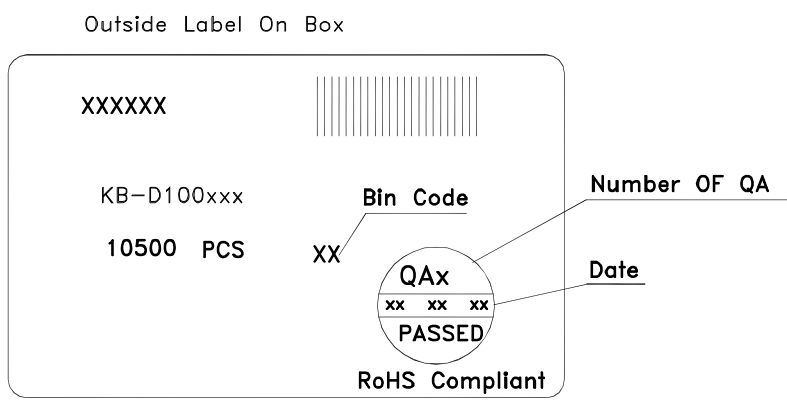 Outside Label On Box
XXXXXX
KB-D100xxx
Bin Code
Number OF QA
10500 PCS
XX
QAx
Date
xx xx xx
PASSED
RoHS Compliant